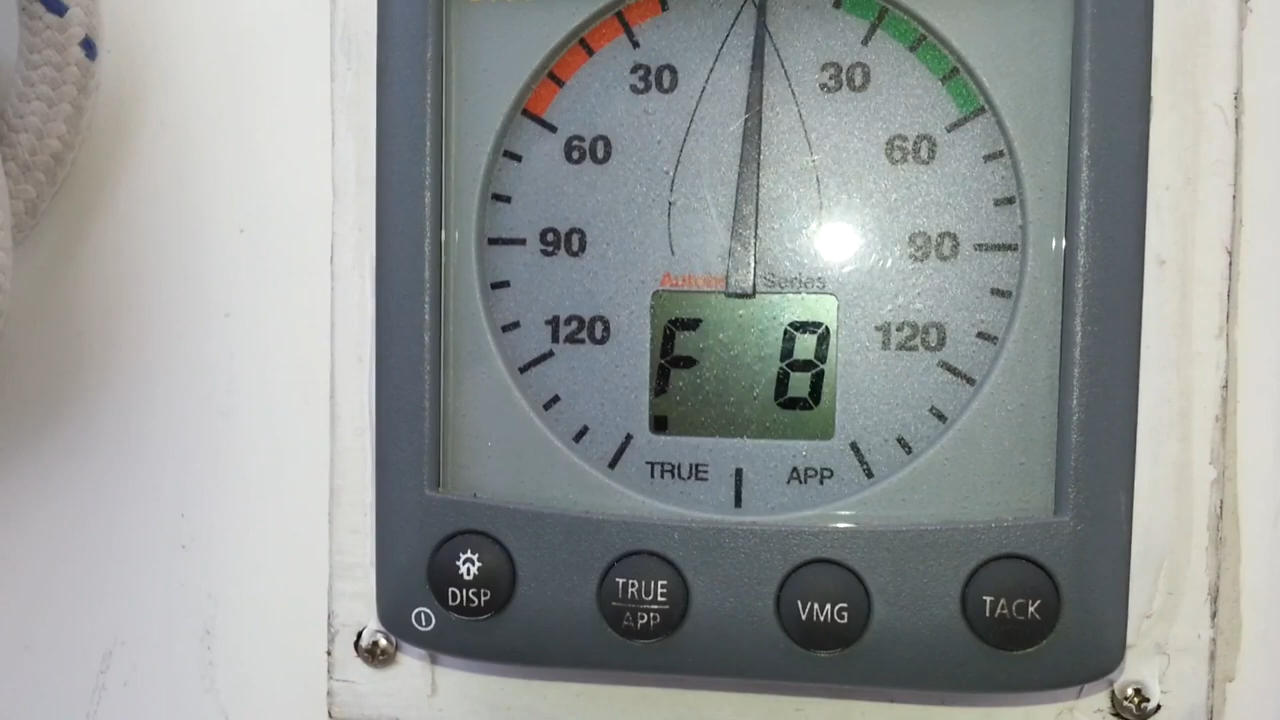 30 30
60 60
90 90
Series
120 120
F 8
TRUE APP
DISP
TRUE
APP
VMG
TACK